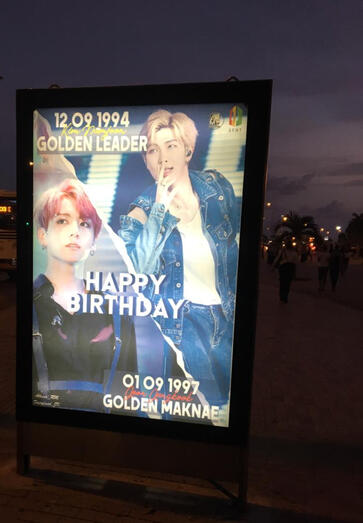 12.09 1994
Kim Namjoon
GOLDEN LEADER
HAPPY
BIRTHDAY
01 09 1997
Jeon Jungkook
GOLDEN MAKNAE